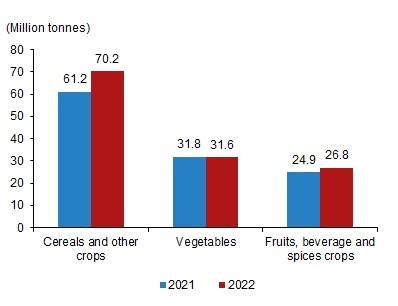 (Million tonnes)
80
70
60
50
40
30
20
10
0
61.2
70.2
31.8 31.6
24.9 26.8
Cereals and other
crops
Vegetables
Fruits, beverage and
spices crops
2021 2022